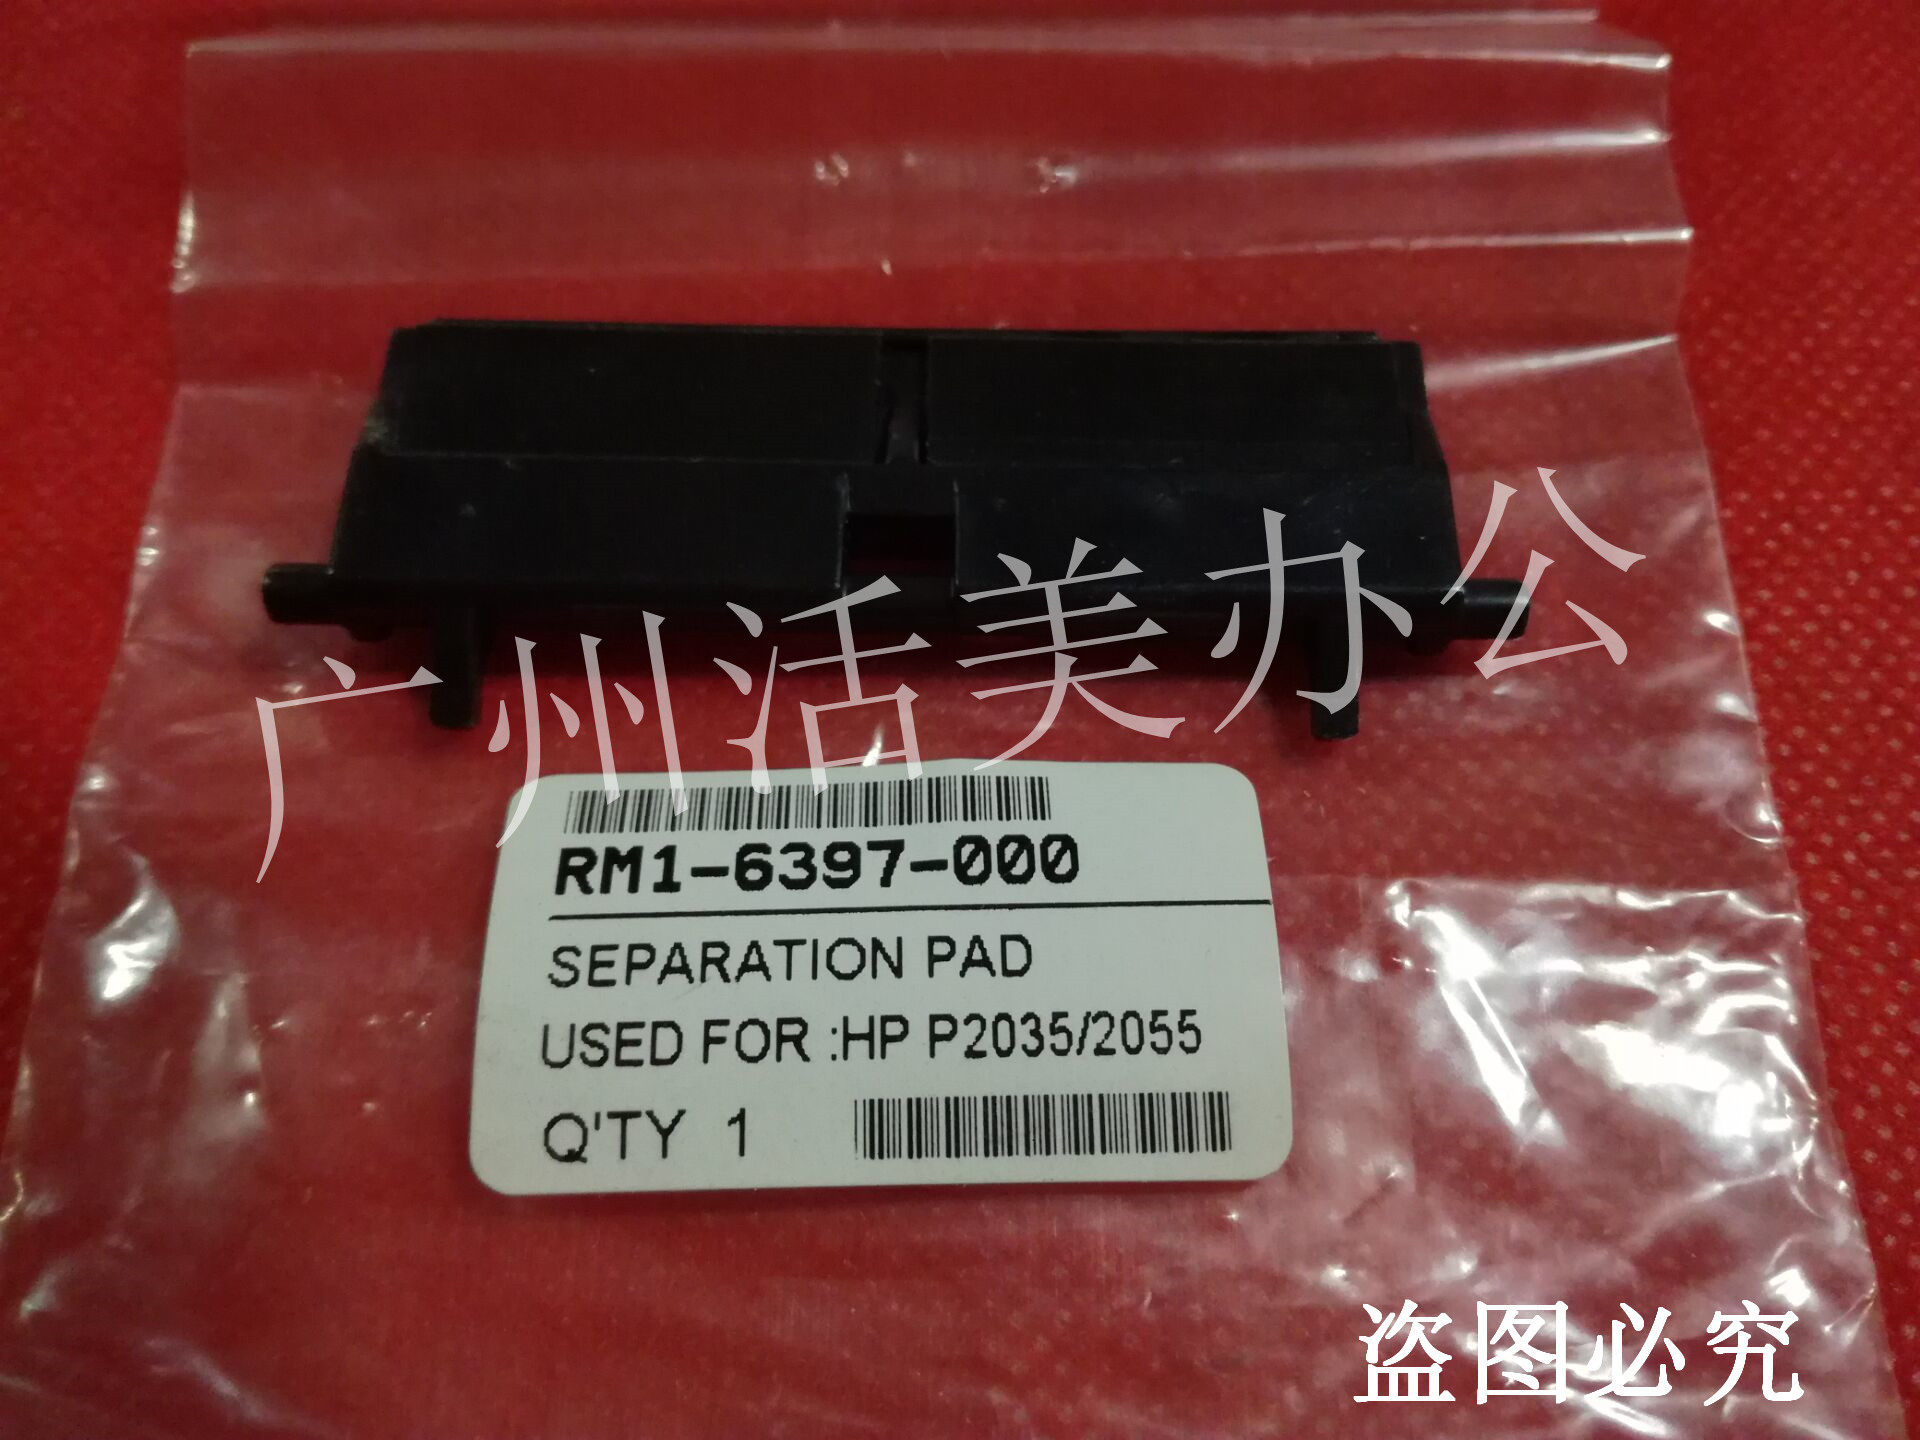 广州活美办公
RM1-6397-000
SEPARATION PAD
USED FOR :HP P2035/2055
Q'TY 1
盗图必究